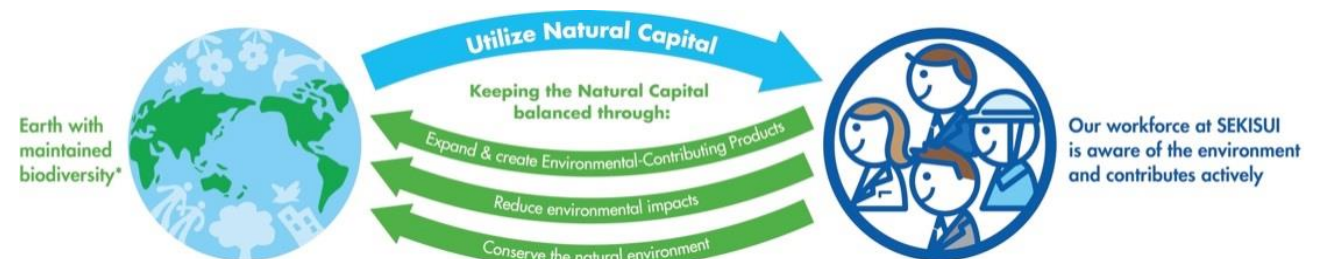 Utilize Natural Capital
Keeping the Natural Capital
balanced through:
Expand & create Environmental-Contributing Products
Reduce environmental impacts
Conserve the natural environment
Earth with
maintained
biodiversity*
Our workforce at SEKISUI
is aware of the environment
and contributes actively